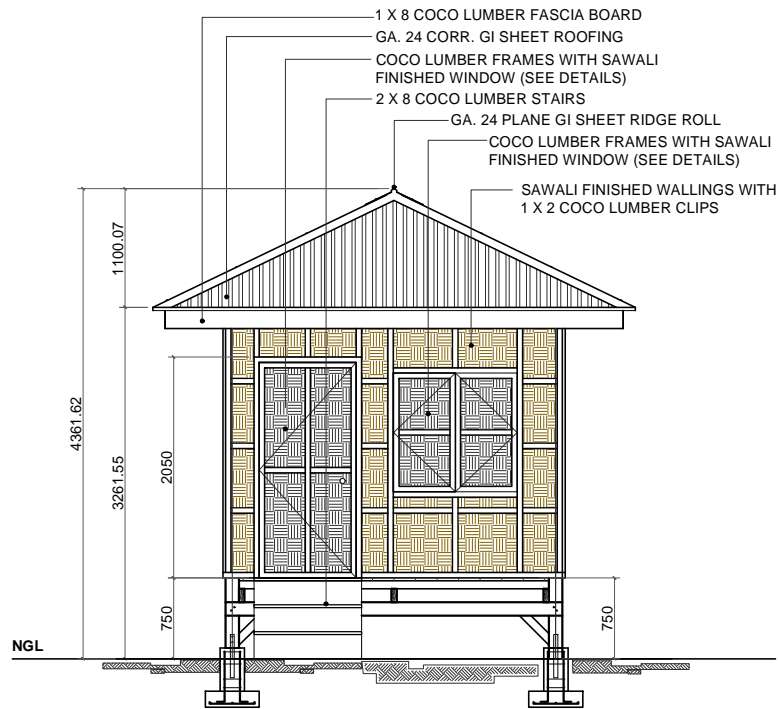 1 X 8 COCO LUMBER FASCIA BOARD
GA. 24 CORR. GI SHEET ROOFING
COCO LUMBER FRAMES WITH SAWALI
FINISHED WINDOW (SEE DETAILS)
2 X 8 COCO LUMBER STAIRS
GA. 24 PLANE GI SHEET RIDGE ROLL
COCO LUMBER FRAMES WITH SAWALI
FINISHED WINDOW (SEE DETAILS)
SAWALI FINISHED WALLINGS WITH
1 X 2 COCO LUMBER CLIPS
1100.07
4361.62
3261.55
2050
750
750
NGL